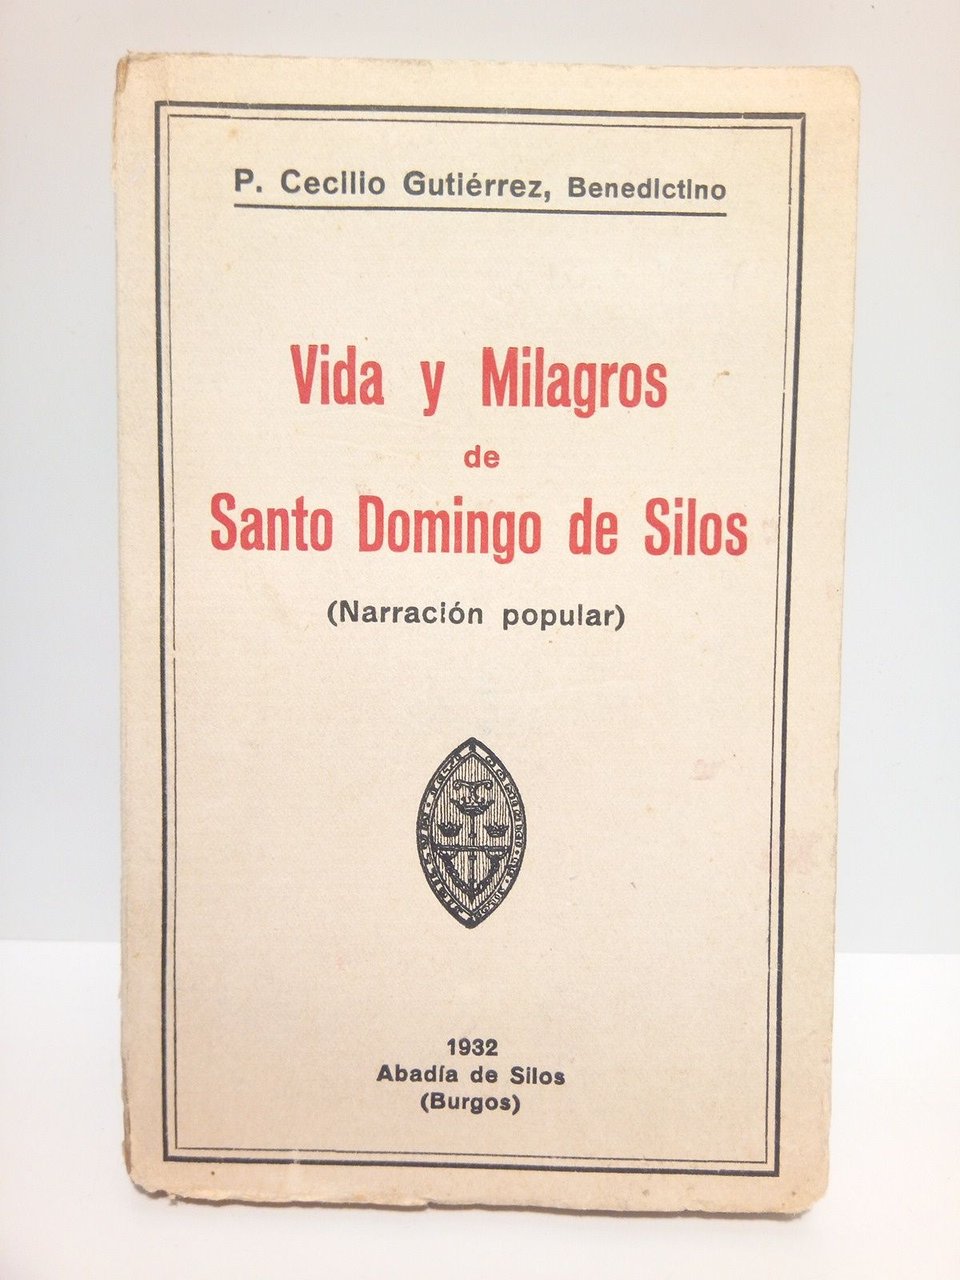 P. Cecilio Gutiérrez, Benedictino
Vida y Milagros
de
Santo Domingo de Silos
(Narración popular)
1932
Abadía de Silos
(Burgos)